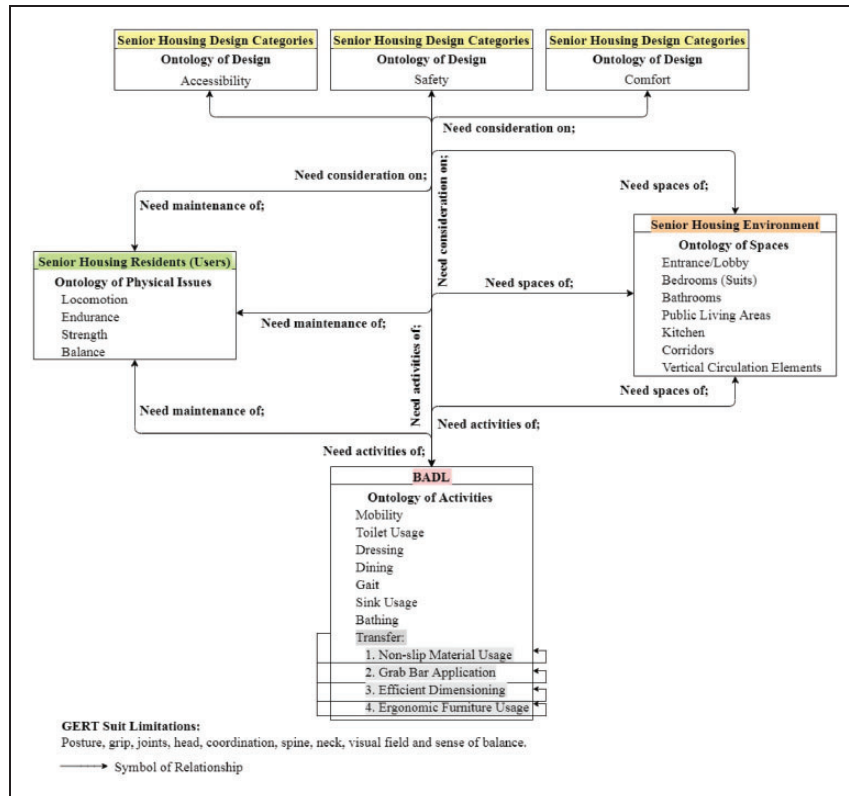 Senior Housing Design Categories
Ontology of Design
Accessibility
Senior Housing Design Categories
Ontology of Design
Safety
Senior Housing Design Categories
Ontology of Design
Comfort
Need consideration on;
Need consideration on;
Need consideration on;
Need spaces of;
Need maintenance of;
Senior Housing Residents (Users)
Ontology of Physical Issues
Locomotion
Endurance
Strength
Balance
Senior Housing Environment
Ontology of Spaces
Entrance/Lobby
Bedrooms (Suits)
Bathrooms
Public Living Areas
Kitchen
Corridors
Vertical Circulation Elements
Need spaces of;
Need maintenance of;
Need activities of;
Need spaces of;
Need maintenance of;
Need activities of;
Need activities of;
BADL
Ontology of Activities
Mobility
Toilet Usage
Dressing
Dining
Gait
Sink Usage
Bathing
Transfer:
1. Non-slip Material Usage
2. Grab Bar Application
3. Efficient Dimensioning
4. Ergonomic Furniture Usage
GERT Suit Limitations:
Posture, grip, joints, head, coordination, spine, neck, visual field and sense of balance.
Symbol of Relationship